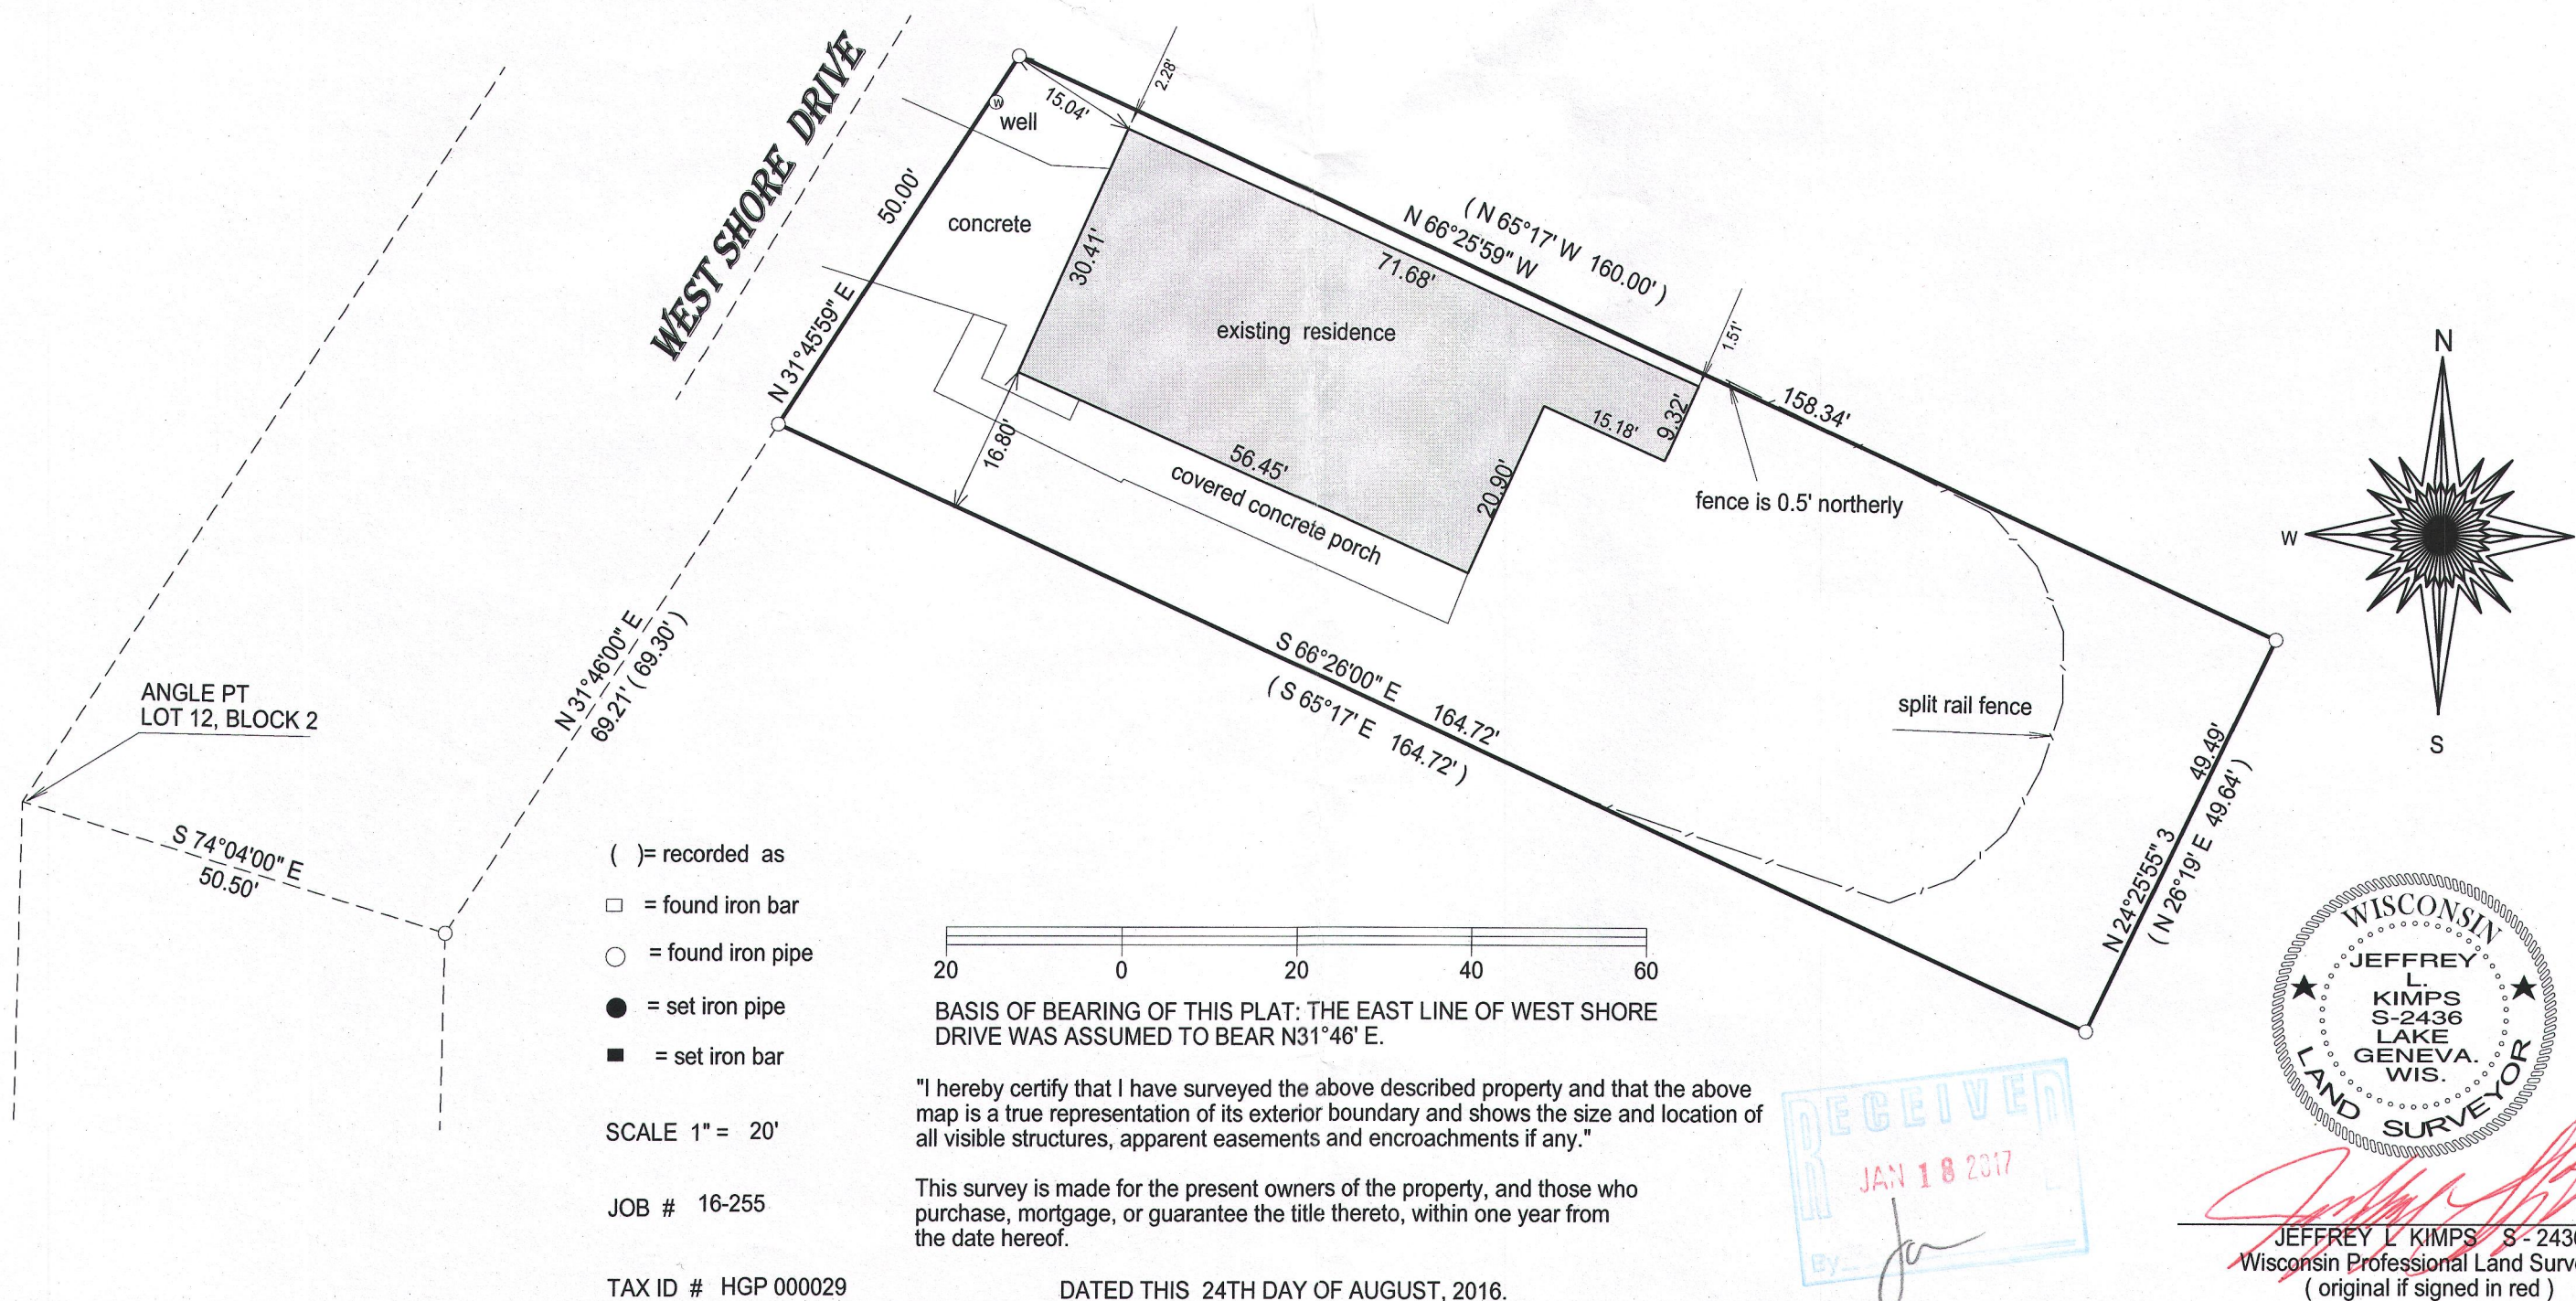 WEST SHORE DRIVE
2.28'
15.04'
well
W
50.00'
concrete
30.41'
N 31°45'59" E
( N 65°17' W 160.00' )
N 66°25'59" W
71.68'
existing residence
1.51'
158.34'
15.18'
9.32'
fence is 0.5' northerly
16.80'
56.45'
20.90'
covered concrete porch
N
W
S
S 66°26'00" E 164.72'
( S 65°17' E 164.72' )
split rail fence
49.49'
N 24°25'55" 3
( N 26°19' E 49.64' )
N 31°46'00" E
69.21' ( 69.30' )
ANGLE PT
LOT 12, BLOCK 2
S 74°04'00" E
50.50'
( )= recorded as
= found iron bar
= found iron pipe
= set iron pipe
= set iron bar
SCALE 1" = 20'
JOB # 16-255
TAX ID # HGP 000029
20 0 20 40 60
BASIS OF BEARING OF THIS PLAT: THE EAST LINE OF WEST SHORE
DRIVE WAS ASSUMED TO BEAR N31°46' E.
"I hereby certify that I have surveyed the above described property and that the above
map is a true representation of its exterior boundary and shows the size and location of
all visible structures, apparent easements and encroachments if any."
This survey is made for the present owners of the property, and those who
purchase, mortgage, or guarantee the title thereto, within one year from
the date hereof.
DATED THIS 24TH DAY OF AUGUST, 2016.
RECEIVED
JAN 18 2017
By
WISCONSIN
JEFFREY
L.
KIMPS
S-2436
LAKE
GENEVA.
WIS.
LAND SURVEYOR
JEFFREY L KIMPS S - 243
Wisconsin Professional Land Surv
( original if signed in red )